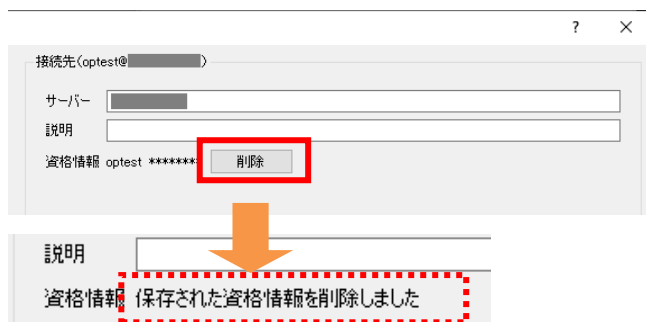 ? ×
接続先(optest@ )
サーバー
説明
資格情報 optest ******** 削除
説明
資格情報 保存された資格情報を削除しました